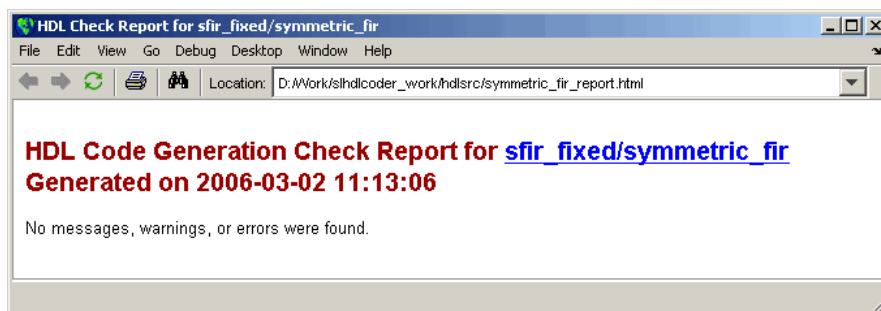 HDL Check Report for sfir_fixed/symmetric_fir
File Edit View Go Debug Desktop Window Help
Location: D:/Work/slhdlcoder_work/hdlsrc/symmetric_fir_report.html
HDL Code Generation Check Report for sfir_fixed/symmetric_fir
Generated on 2006-03-02 11:13:06
No messages, warnings, or errors were found.